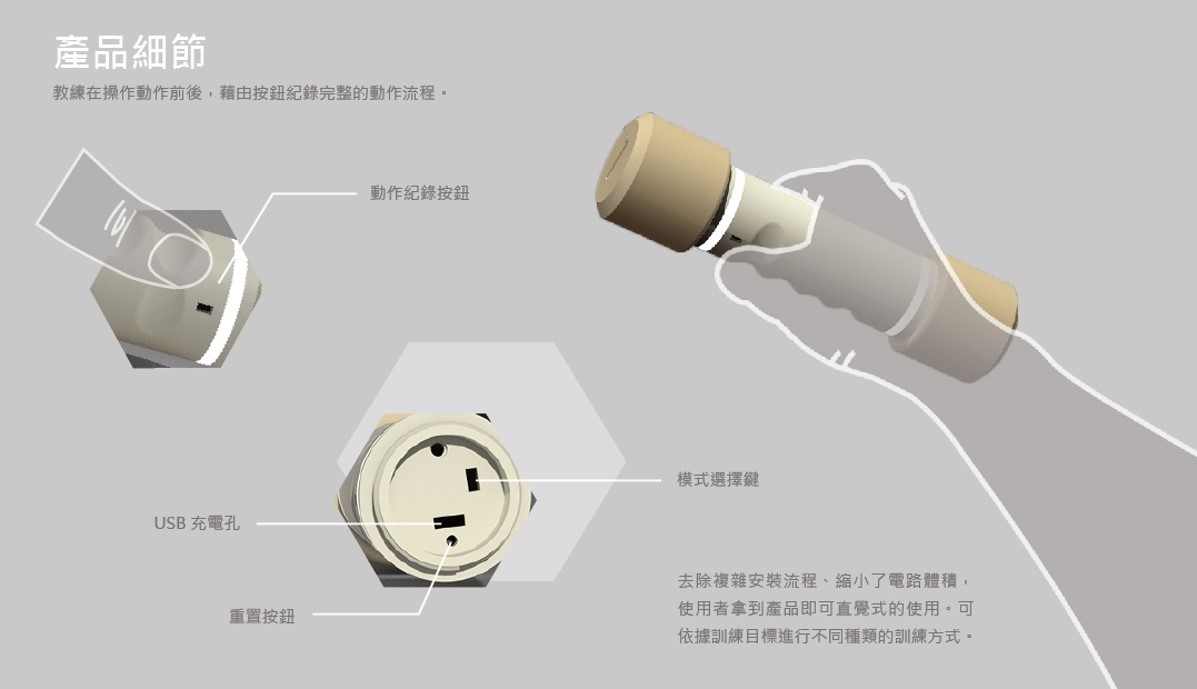 產品細節
教練在操作動作前後，藉由按鈕紀錄完整的動作流程。
動作紀錄按鈕
模式選擇鍵
USB 充電孔
重置按鈕
去除複雜安裝流程、縮小了電路體積，
使用者拿到產品即可直覺式的使用。可
依據訓練目標進行不同種類的訓練方式。